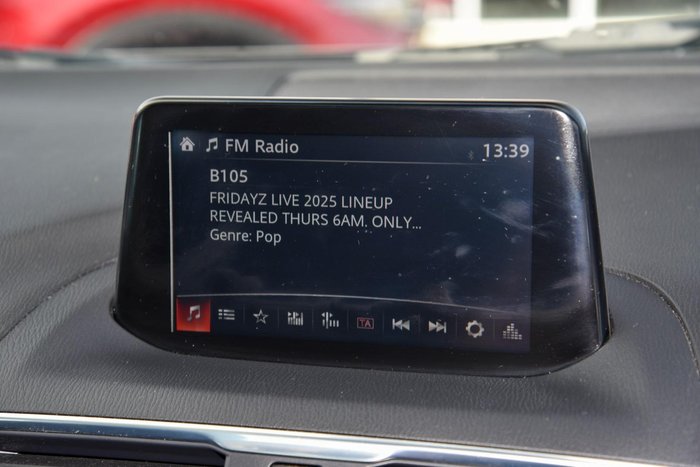 FM Radio 13:39
B105
FRIDAYZ LIVE 2025 LINEUP
REVEALED THURS 6AM. ONLY...
Genre: Pop
TA